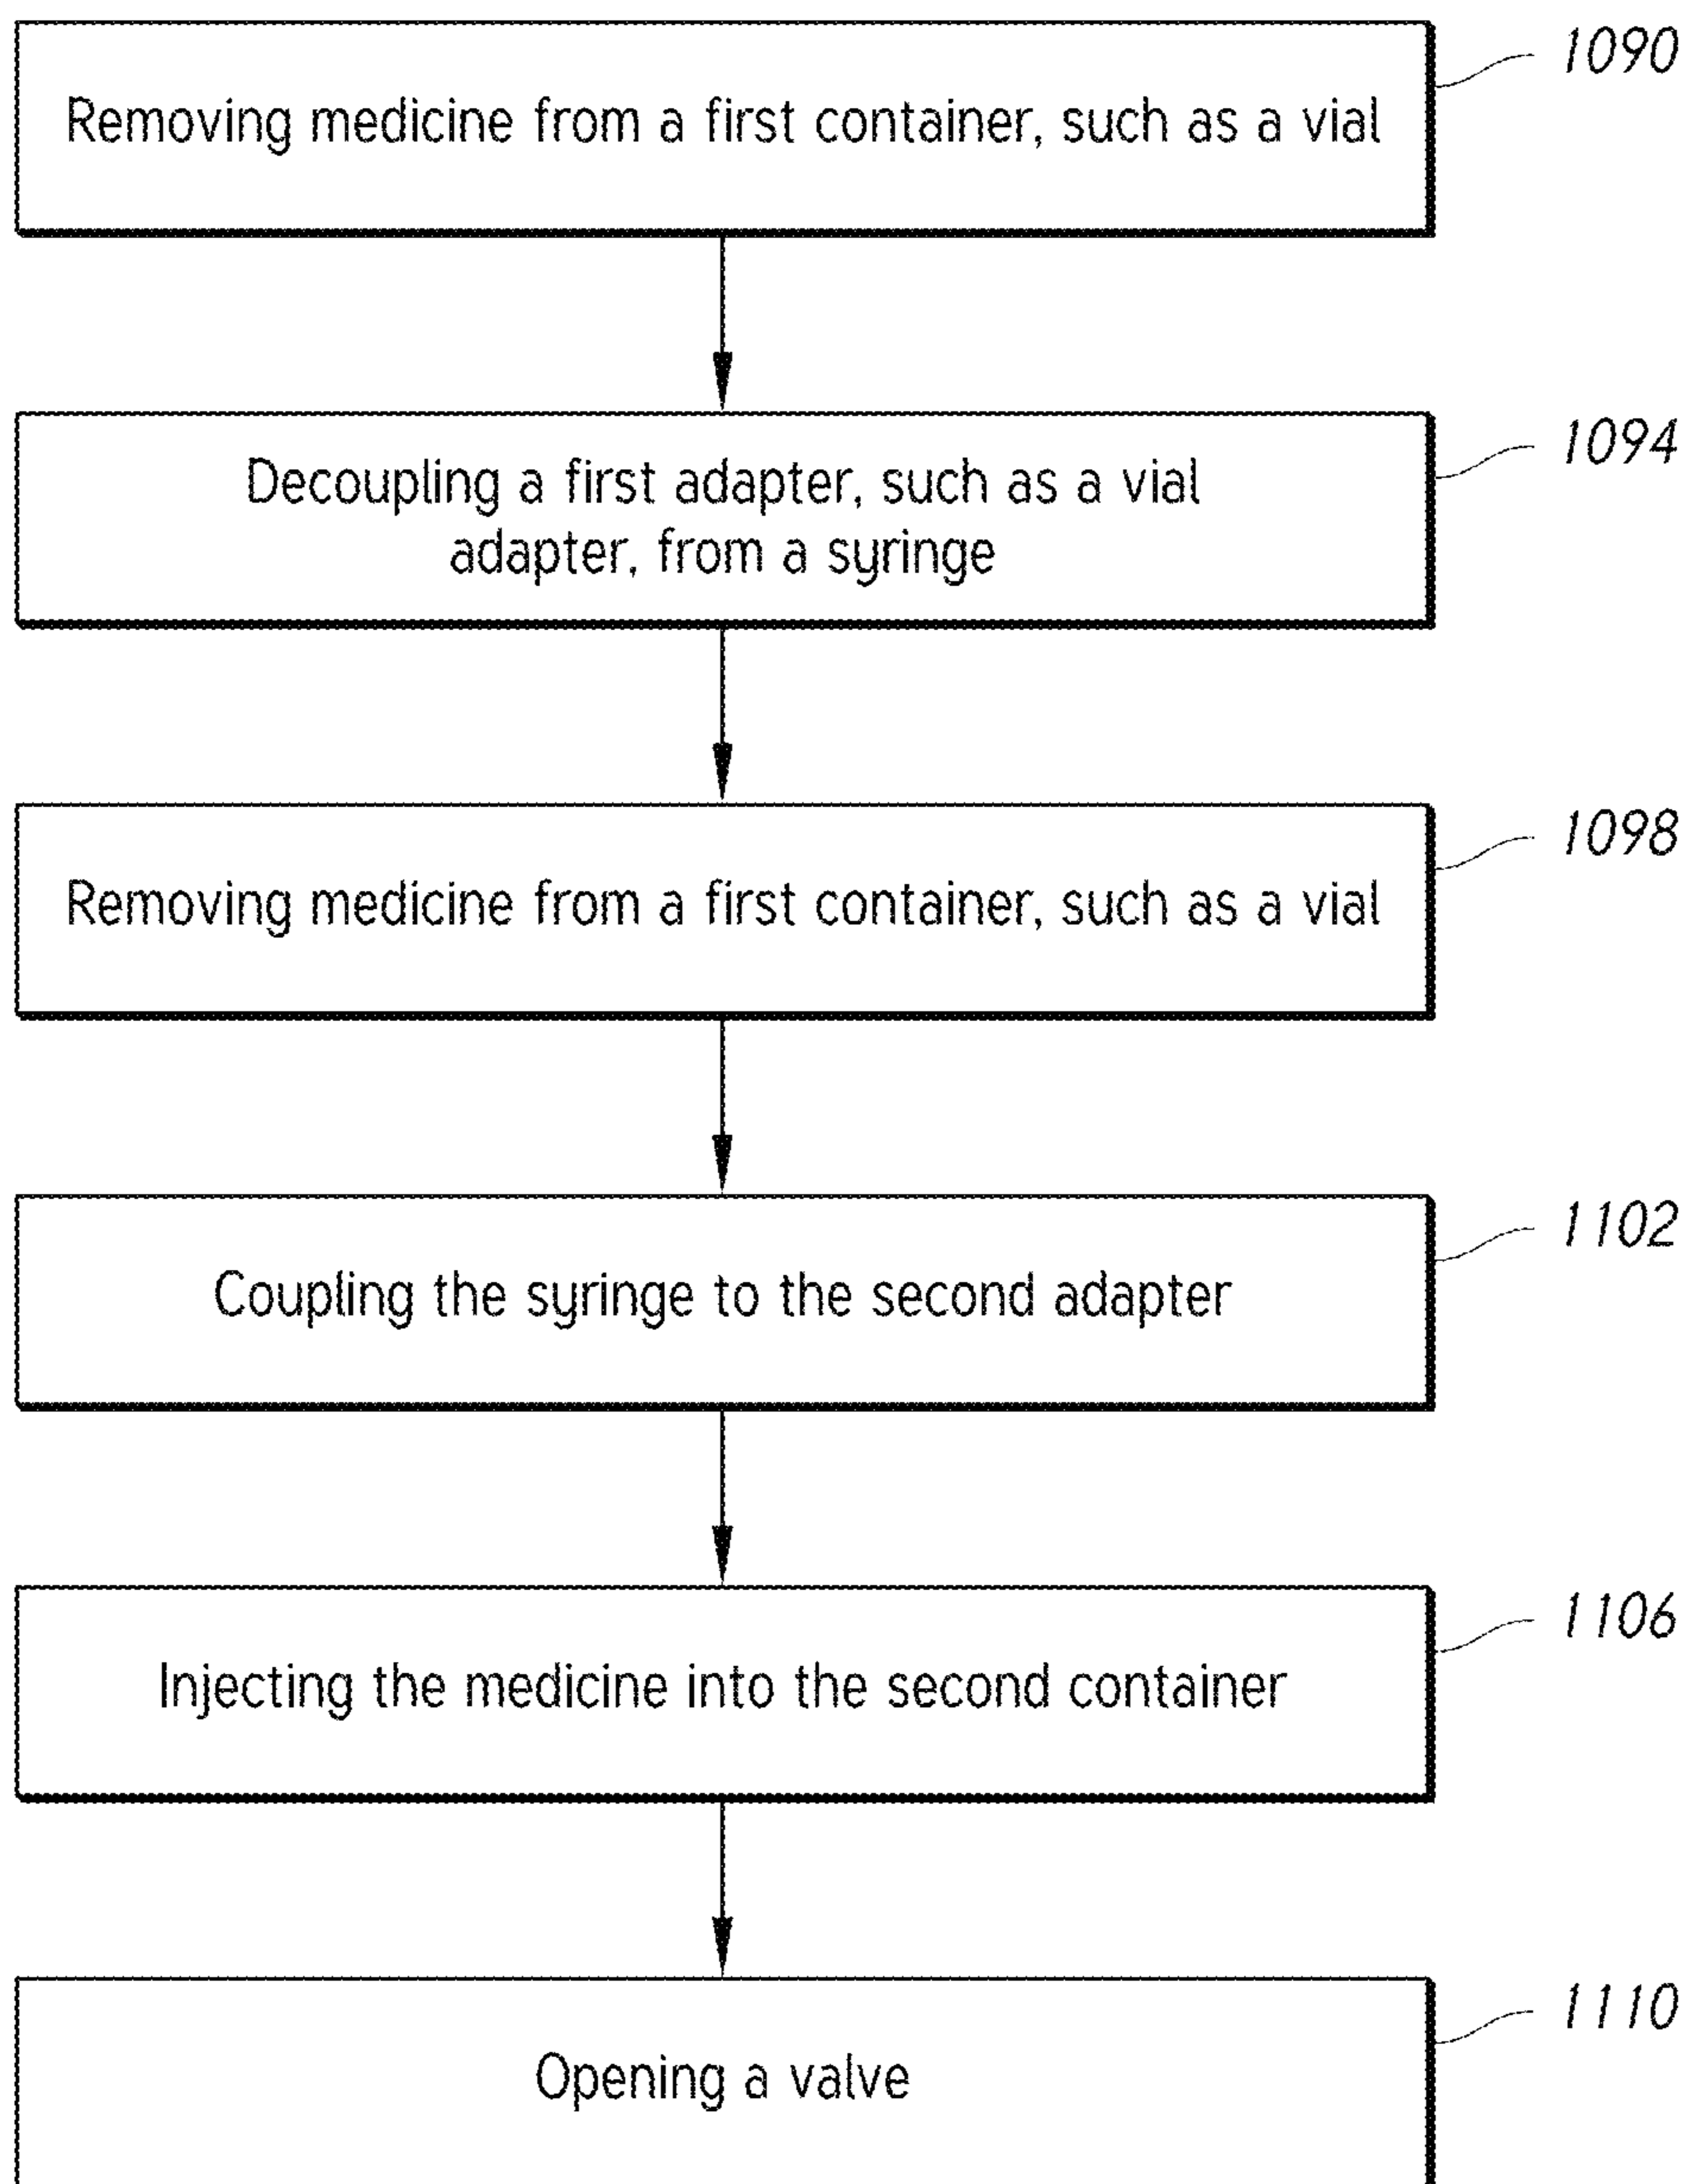 Removing medicine from a first container, such as a vial
1090
Decoupling a first adapter, such as a vial
adapter, from a syringe
1094
Removing medicine from a first container, such as a vial
1098
Coupling the syringe to the second adapter
1102
Injecting the medicine into the second container
1106
Opening a valve
1110